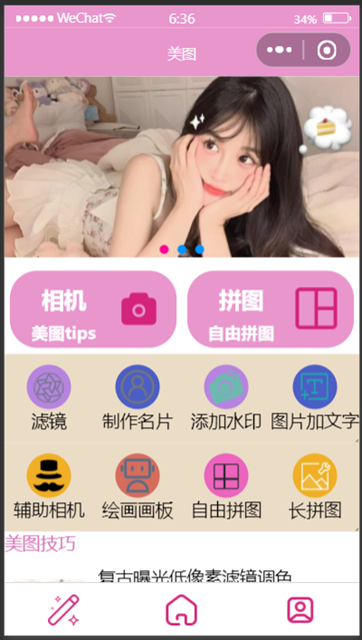 WeChat 6:36 34%
美图
相机 拼图
美图tips 自由拼图
滤镜 制作名片 添加水印 图片加文字
辅助相机 绘画画板 自由拼图 长拼图
美图技巧
复古曝光低像素滤镜调色